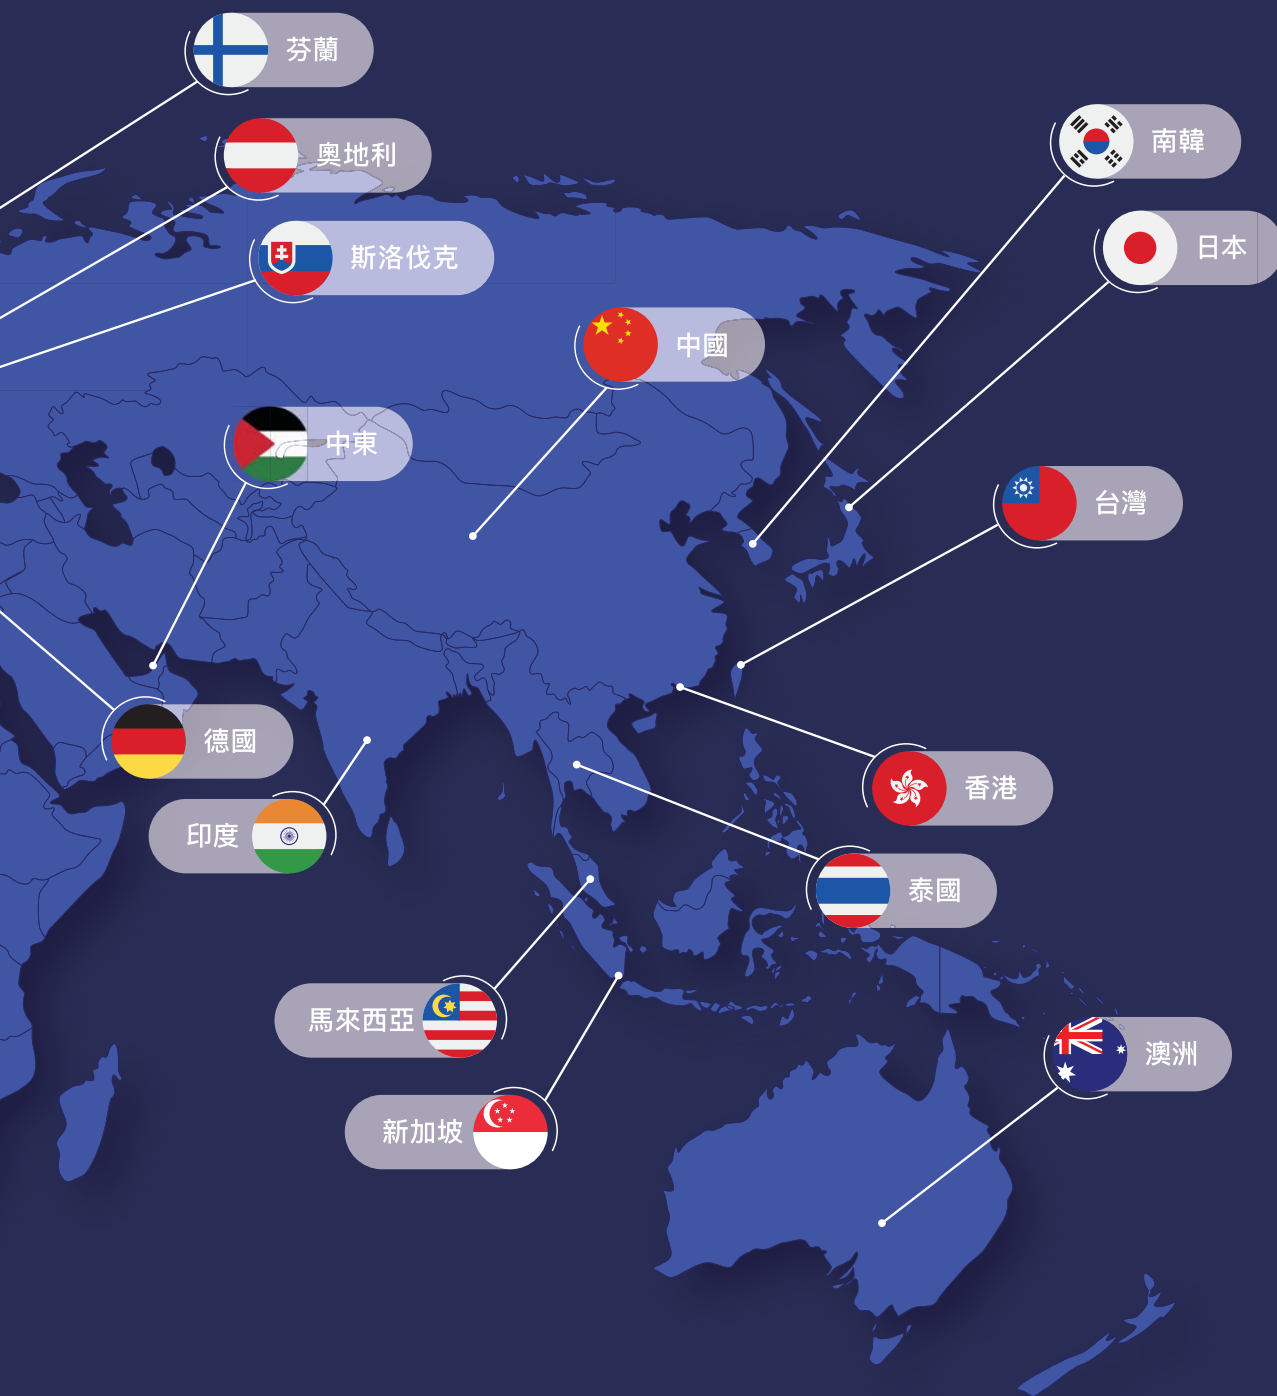 芬蘭
奧地利
南韓
日本
斯洛伐克
中國
中東
台灣
德國
香港
印度
泰國
馬來西亞
澳洲
新加坡